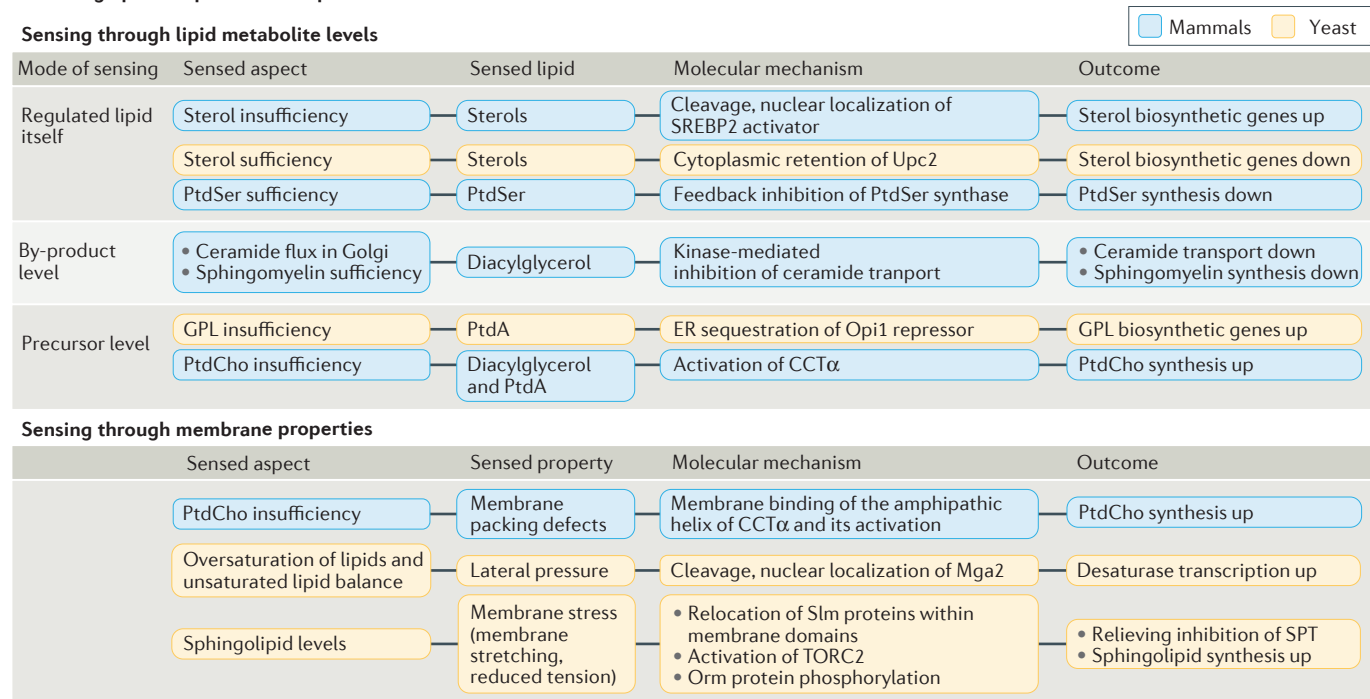 Sensing through lipid metabolite levels
Mammals Yeast
Mode of sensing Sensed aspect Sensed lipid Molecular mechanism Outcome
Regulated lipid
itself
Sterol insufficiency
Sterols
Cleavage, nuclear localization of
SREBP2 activator
Sterol biosynthetic genes up
Sterol sufficiency
Sterols
Cytoplasmic retention of Upc2
Sterol biosynthetic genes down
PtdSer sufficiency
PtdSer
Feedback inhibition of PtdSer synthase
PtdSer synthesis down
By-product
level
• Ceramide flux in Golgi
• Sphingomyelin sufficiency
Diacylglycerol
Kinase-mediated
inhibition of ceramide tranport
• Ceramide transport down
• Sphingomyelin synthesis down
Precursor level
GPL insufficiency
PtdA
ER sequestration of Opi1 repressor
GPL biosynthetic genes up
PtdCho insufficiency
Diacylglycerol
and PtdA
Activation of CCTα
PtdCho synthesis up
Sensing through membrane properties
Sensed aspect Sensed property Molecular mechanism Outcome
PtdCho insufficiency
Membrane
packing defects
Membrane binding of the amphipathic
helix of CCTα and its activation
PtdCho synthesis up
Oversaturation of lipids and
unsaturated lipid balance
Lateral pressure
Cleavage, nuclear localization of Mga2
Desaturase transcription up
Sphingolipid levels
Membrane stress
(membrane
stretching,
reduced tension)
• Relocation of Slm proteins within
membrane domains
• Activation of TORC2
• Orm protein phosphorylation
• Relieving inhibition of SPT
• Sphingolipid synthesis up